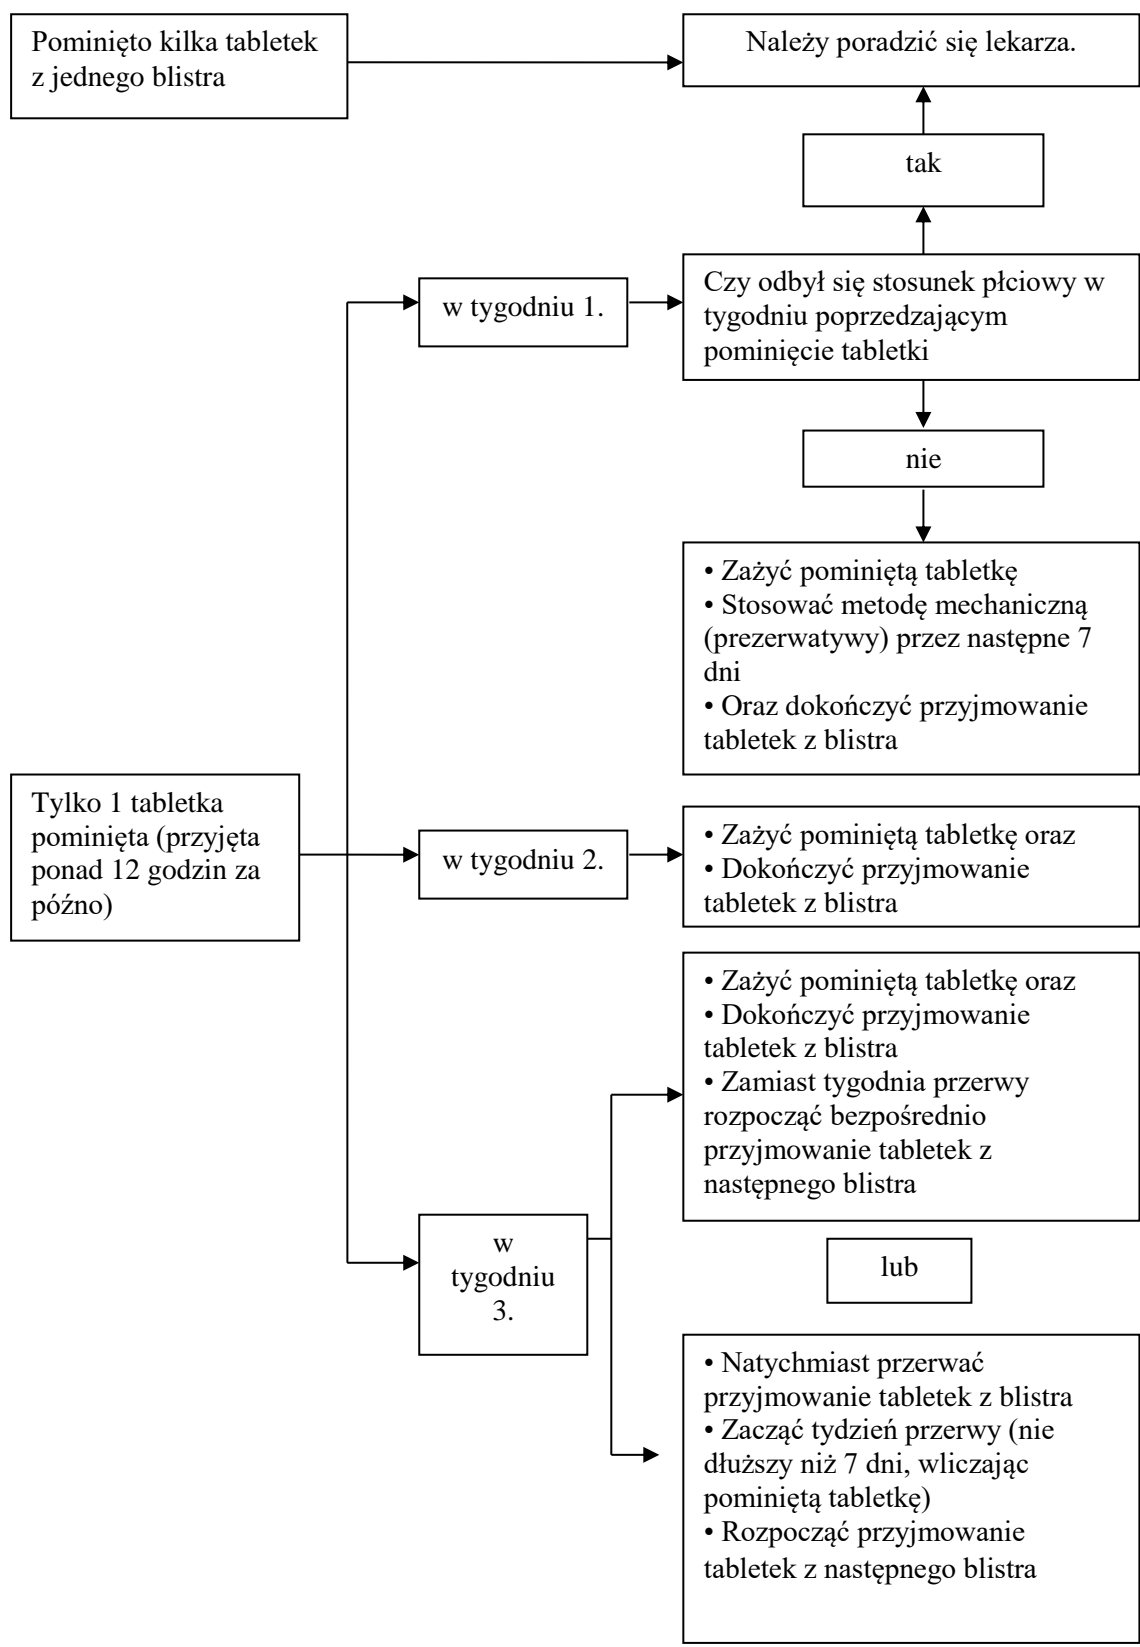 Pominięto kilka tabletek
z jednego blistra
Należy poradzić się lekarza.
tak
w tygodniu 1.
Czy odbył się stosunek płciowy w
tygodniu poprzedzającym
pominięcie tabletki
nie
• Zażyć pominiętą tabletkę
• Stosować metodę mechaniczną
(prezerwatywy) przez następne 7
dni
• Oraz dokończyć przyjmowanie
tabletek z blistra
Tylko 1 tabletka
pominięta (przyjęta
ponad 12 godzin za
późno)
w tygodniu 2.
• Zażyć pominiętą tabletkę oraz
• Dokończyć przyjmowanie
tabletek z blistra
• Zażyć pominiętą tabletkę oraz
• Dokończyć przyjmowanie
tabletek z blistra
• Zamiast tygodnia przerwy
rozpocząć bezpośrednio
przyjmowanie tabletek z
następnego blistra
w
tygodniu
3.
lub
• Natychmiast przerwać
przyjmowanie tabletek z blistra
• Zacząć tydzień przerwy (nie
dłuższy niż 7 dni, wliczając
pominiętą tabletkę)
• Rozpocząć przyjmowanie
tabletek z następnego blistra